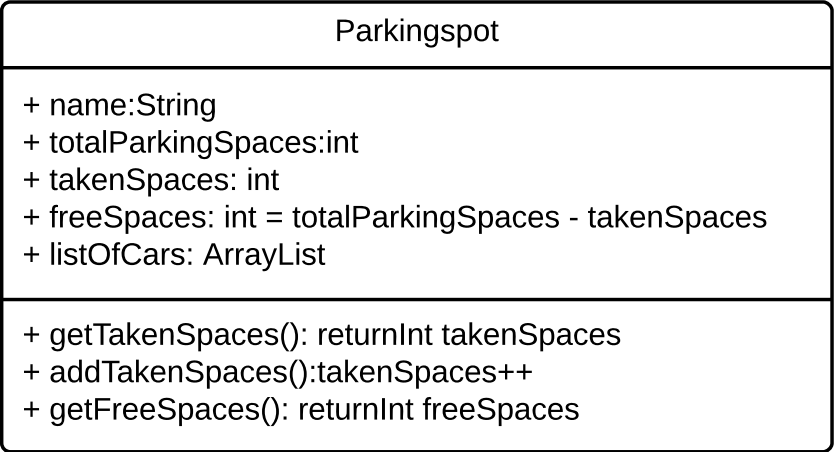 Parkingspot
+ name:String
+ totalParkingSpaces:int
+ takenSpaces: int
+ freeSpaces: int = totalParkingSpaces - takenSpaces
+ listOfCars: ArrayList
+ getTakenSpaces(): returnInt takenSpaces
+ addTakenSpaces():takenSpaces++
+ getFreeSpaces(): returnInt freeSpaces